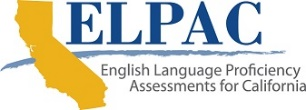 ELPAC
English Language Proficiency
Assessments for California